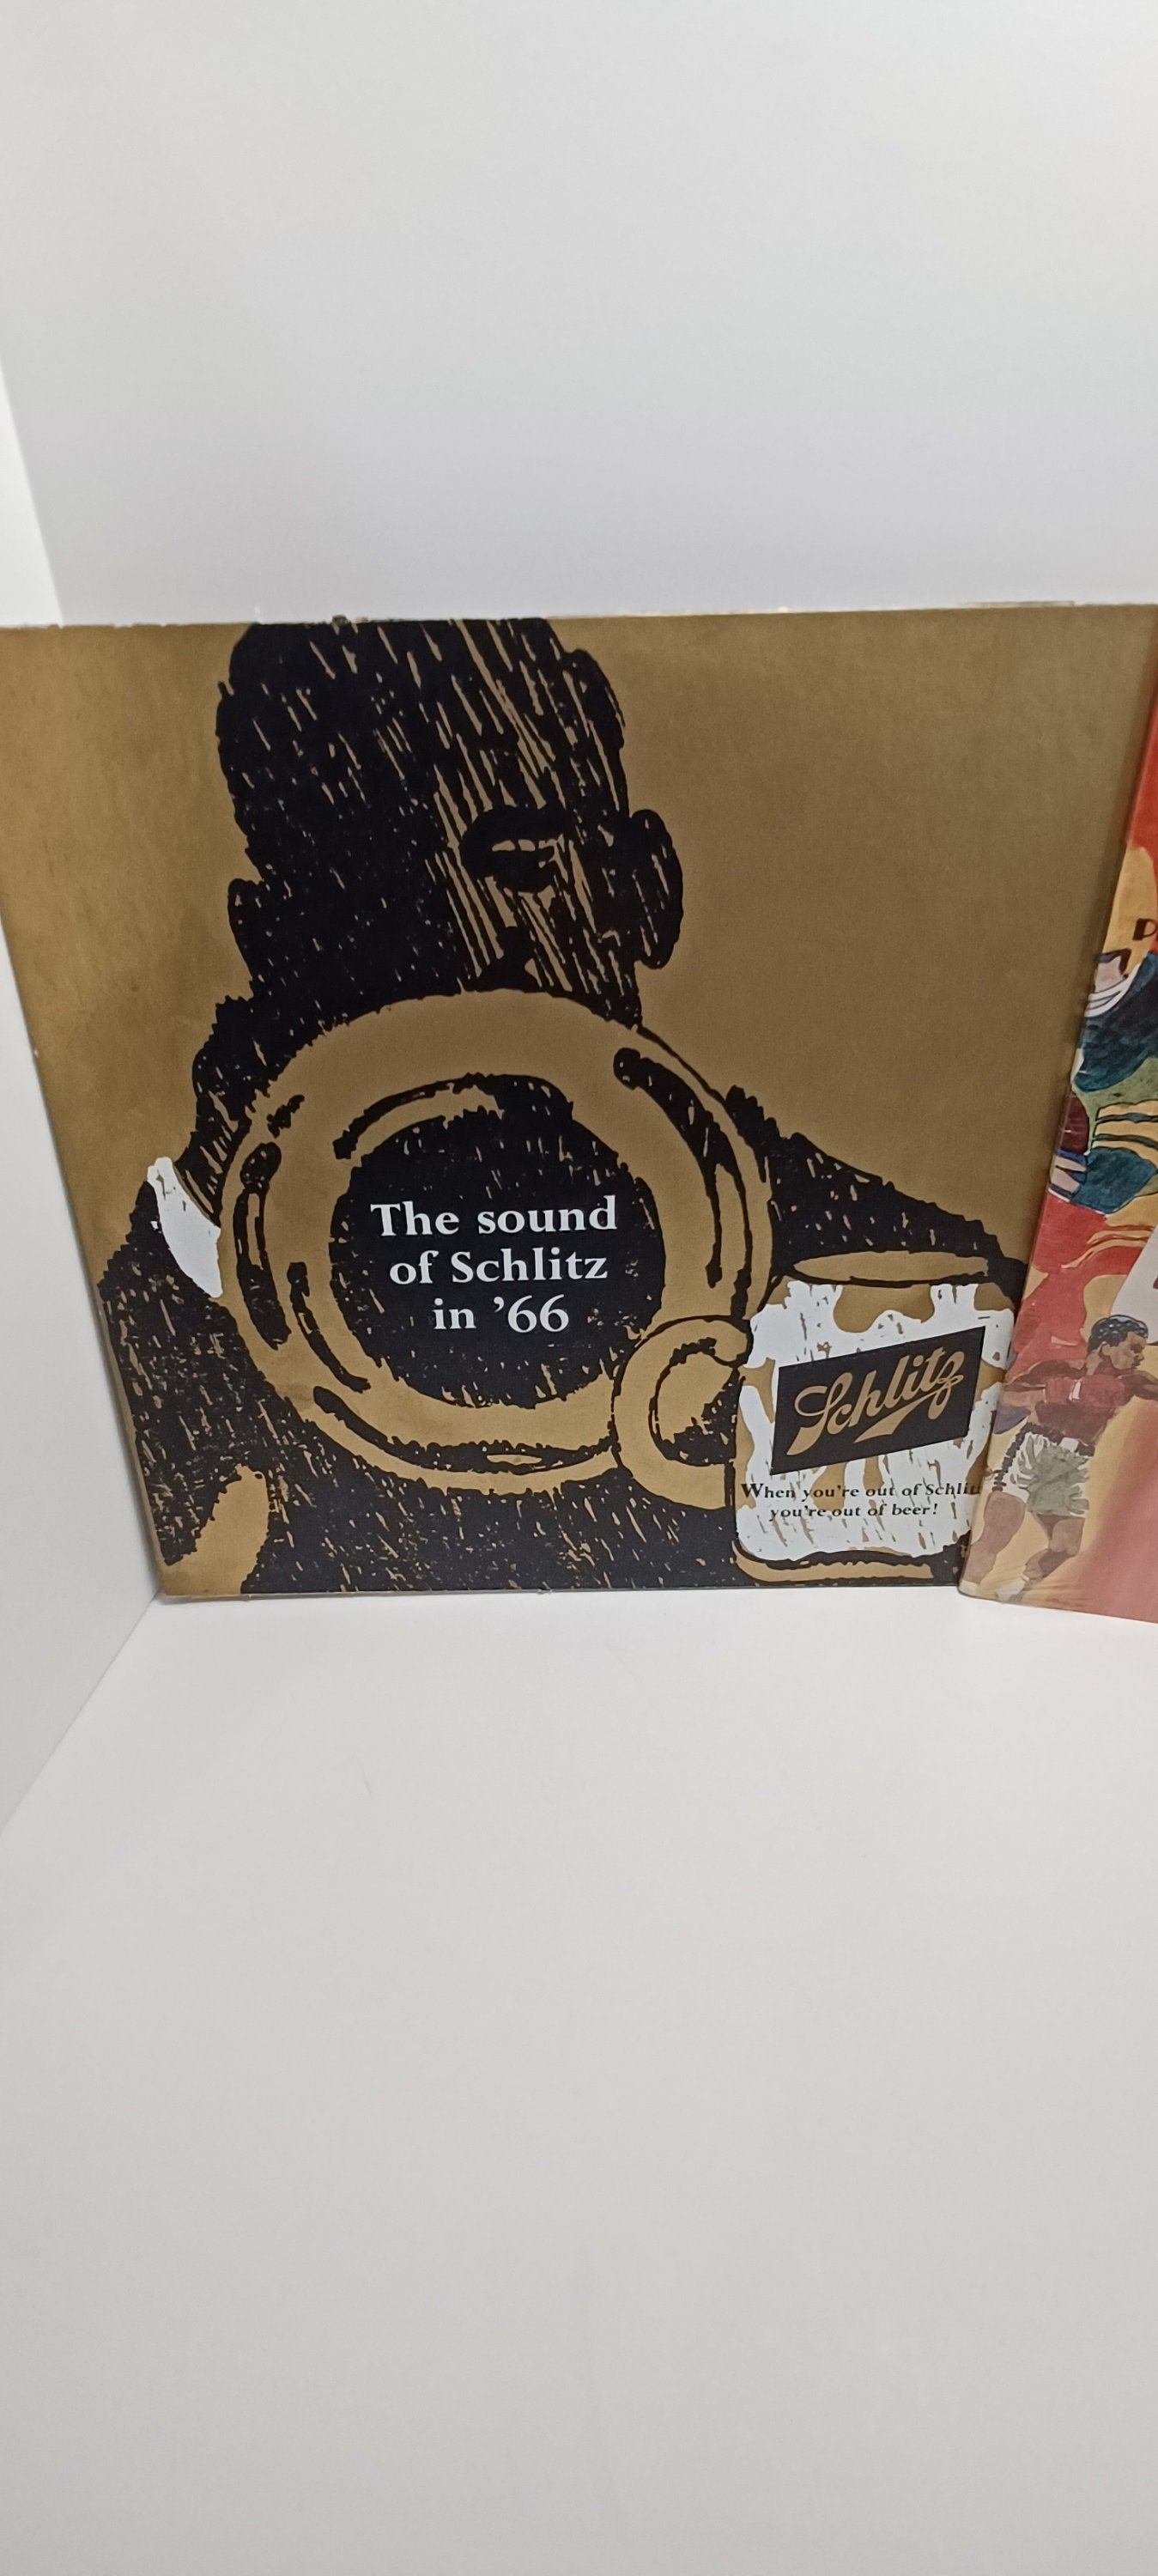 The sound
of Schlitz
in ’66
Schlitz
When you're out of Schlitz
you're out of beer!